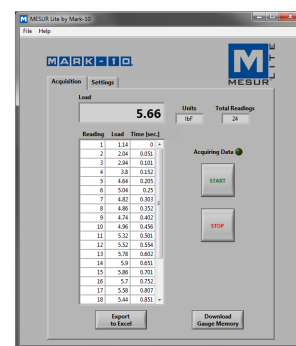 MESUR Lite by Mark-10
File Help
MARK-10
M
MESUR
LITE
Acquisition Settings
Load
5.66
Units
lbF
Total Readings
24
Reading Load Time [sec.]
1 1.14 0
2 2.04 0.051
3 2.94 0.101
4 3.8 0.152
5 4.64 0.205
6 5.04 0.25
7 4.82 0.303
8 4.86 0.352
9 4.74 0.402
10 4.96 0.456
11 5.32 0.501
12 5.52 0.554
13 5.78 0.602
14 5.9 0.651
15 5.86 0.701
16 5.7 0.752
17 5.58 0.807
18 5.44 0.851
Acquiring Data
START
STOP
Export
to Excel
Download
Gauge Memory